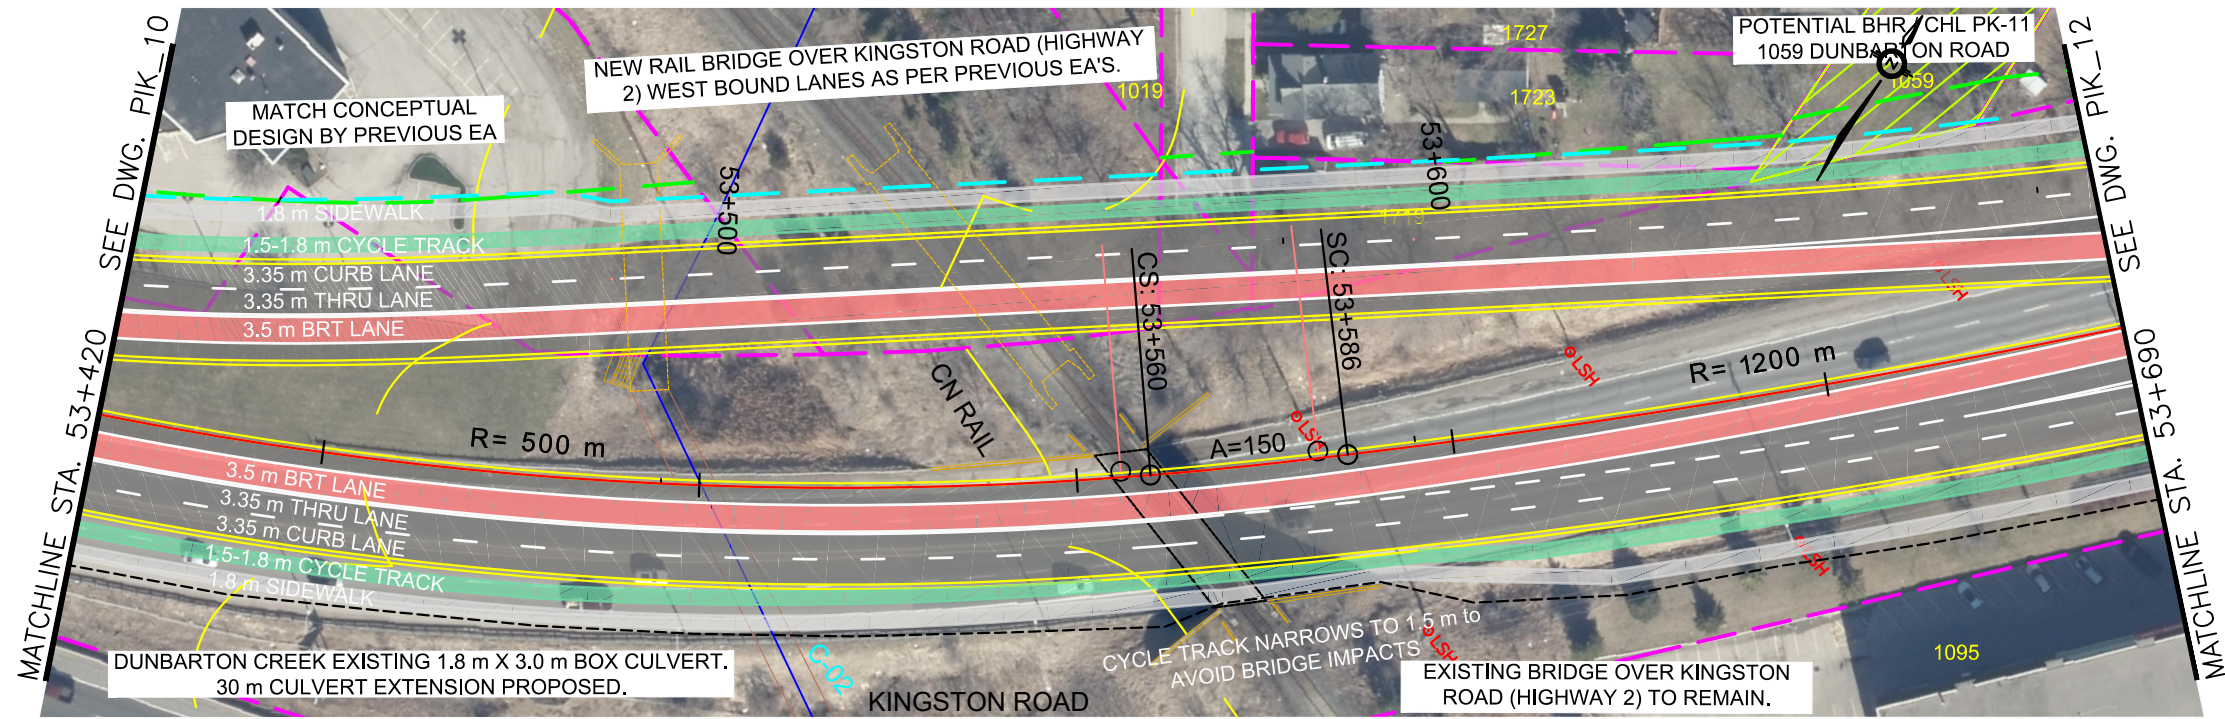 SEE DWG. PIK_10
MATCHLINE STA. 53+420
MATCH CONCEPTUAL
DESIGN BY PREVIOUS EA
NEW RAIL BRIDGE OVER KINGSTON ROAD (HIGHWAY
2) WEST BOUND LANES AS PER PREVIOUS EA'S.
POTENTIAL BHR / CHL PK-11
1059 DUNBARTON ROAD
1727
1723
1019
1059
1719
SEE DWG. PIK_12
MATCHLINE STA. 53+690
53+500
53+600
1.8 m SIDEWALK
1.5-1.8 m CYCLE TRACK
3.35 m CURB LANE
3.35 m THRU LANE
3.5 m BRT LANE
CS: 53+560
SC: 53+586
LSH
LSH
LSH
R= 1200 m
CN RAIL
R= 500 m
A=150
3.5 m BRT LANE
3.35 m THRU LANE
3.35 m CURB LANE
1.5-1.8 m CYCLE TRACK
1.8 m SIDEWALK
LSH
LSH
CYCLE TRACK NARROWS TO 1.5 m to
AVOID BRIDGE IMPACTS
C-02
1095
DUNBARTON CREEK EXISTING 1.8 m X 3.0 m BOX CULVERT.
30 m CULVERT EXTENSION PROPOSED.
KINGSTON ROAD
EXISTING BRIDGE OVER KINGSTON
ROAD (HIGHWAY 2) TO REMAIN.